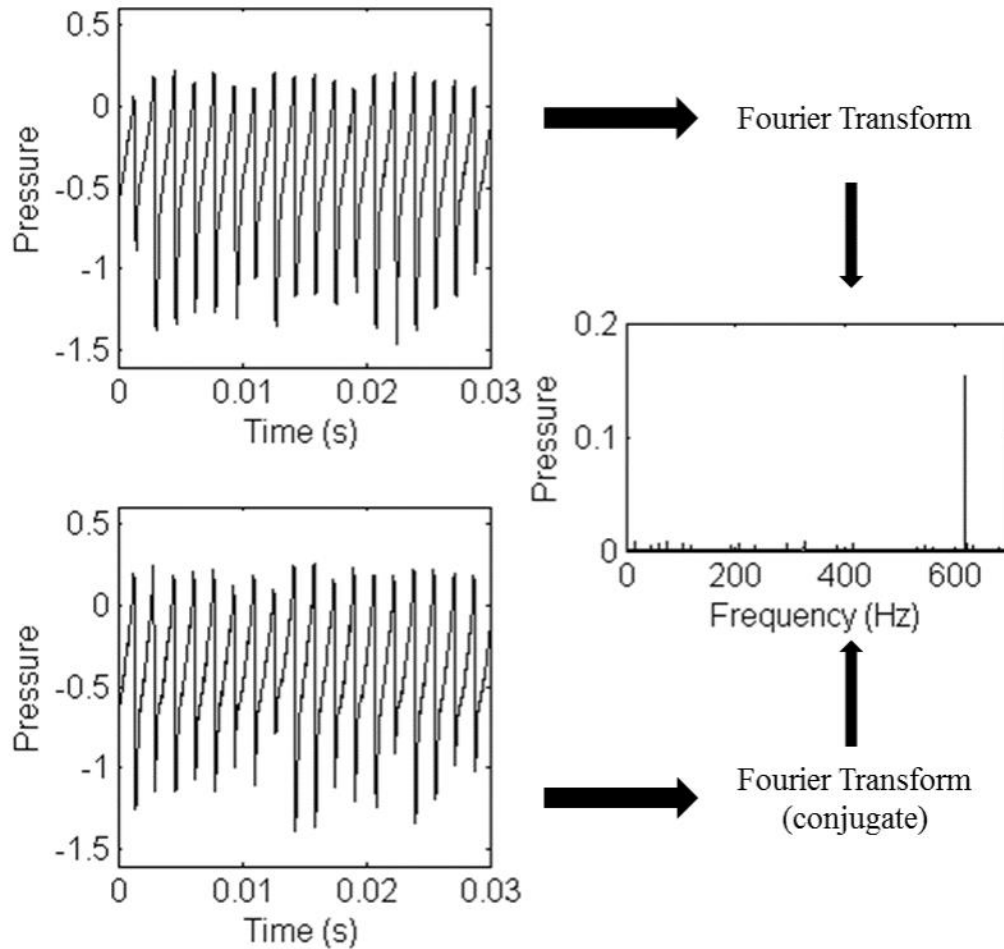 0.5
0
-0.5
-1
-1.5
Pressure
0 0.01 0.02 0.03
Time (s)
Fourier Transform
0.2
0.1
0
Pressure
0 200 400 600
Frequency (Hz)
0.5
0
-0.5
-1
-1.5
Pressure
0 0.01 0.02 0.03
Time (s)
Fourier Transform
(conjugate)